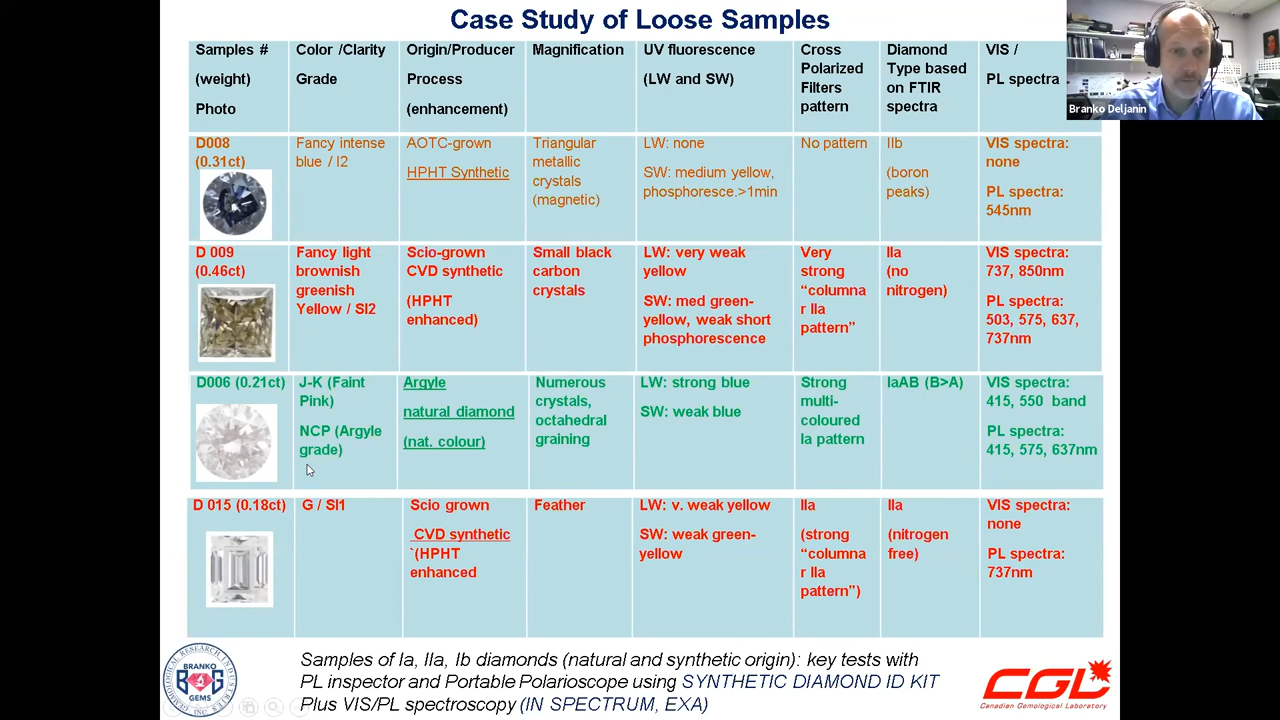 Case Study of Loose Samples
Samples #
(weight)
Photo
Color /Clarity
Grade
Origin/Producer
Process
(enhancement)
Magnification
UV fluorescence
(LW and SW)
Cross
Polarized
Filters
pattern
Diamond
Type based
on FTIR
spectra
VIS /
PL spectra
Branko Deljanin
D008
(0.31ct)
Fancy intense
blue / I2
AOTC-grown
HPHT Synthetic
Triangular
metallic
crystals
(magnetic)
LW: none
SW: medium yellow,
phosphoresce.>1min
No pattern
IIb
(boron
peaks)
VIS spectra:
none
PL spectra:
545nm
D 009
(0.46ct)
Fancy light
brownish
greenish
Yellow / SI2
Scio-grown
CVD synthetic
(HPHT
enhanced)
Small black
carbon
crystals
LW: very weak
yellow
SW: med green-
yellow, weak short
phosphorescence
Very
strong
“columna
r IIa
pattern”
IIa
(no
nitrogen)
VIS spectra:
737, 850nm
PL spectra:
503, 575, 637,
737nm
D006 (0.21ct)
J-K (Faint
Pink)
NCP (Argyle
grade)
Argyle
natural diamond
(nat. colour)
Numerous
crystals,
octahedral
graining
LW: strong blue
SW: weak blue
Strong
multi-
coloured
Ia pattern
IaAB (B>A)
VIS spectra:
415, 550 band
PL spectra:
415, 575, 637nm
D 015 (0.18ct)
G / SI1
Scio grown
CVD synthetic
`(HPHT
enhanced
Feather
LW: v. weak yellow
SW: weak green-
yellow
IIa
(strong
“columna
r IIa
pattern”)
IIa
(nitrogen
free)
VIS spectra:
none
PL spectra:
737nm
Samples of Ia, IIa, Ib diamonds (natural and synthetic origin): key tests with
PL inspector and Portable Polarioscope using SYNTHETIC DIAMOND ID KIT
Plus VIS/PL spectroscopy (IN SPECTRUM, EXA)
BRANKO
GEMS
GEMOLOGICAL RESEARCH INDUSTRIES INC.
CGL
Canadian Gemological Laboratory